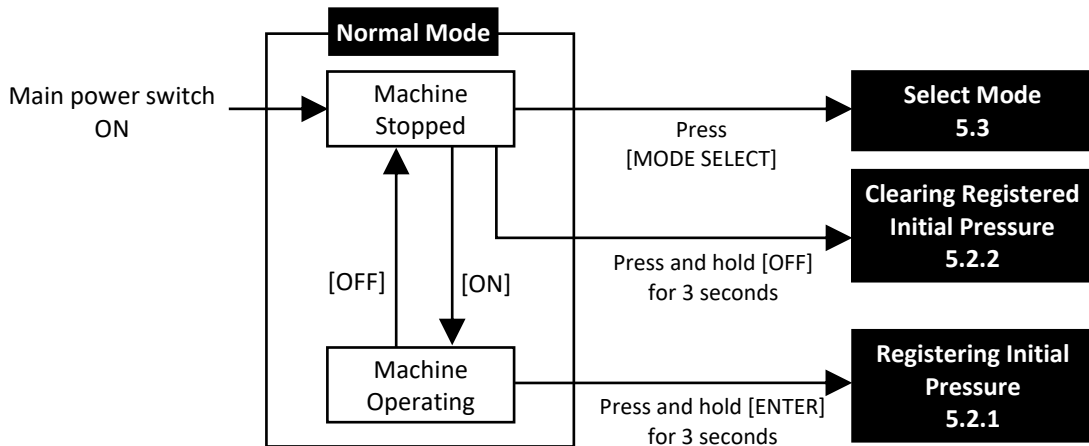 Normal Mode
Main power switch
ON
Machine
Stopped
Press
[MODE SELECT]
Select Mode
5.3
Clearing Registered
Initial Pressure
5.2.2
Press and hold [OFF]
for 3 seconds
[OFF]
[ON]
Machine
Operating
Press and hold [ENTER]
for 3 seconds
Registering Initial
Pressure
5.2.1